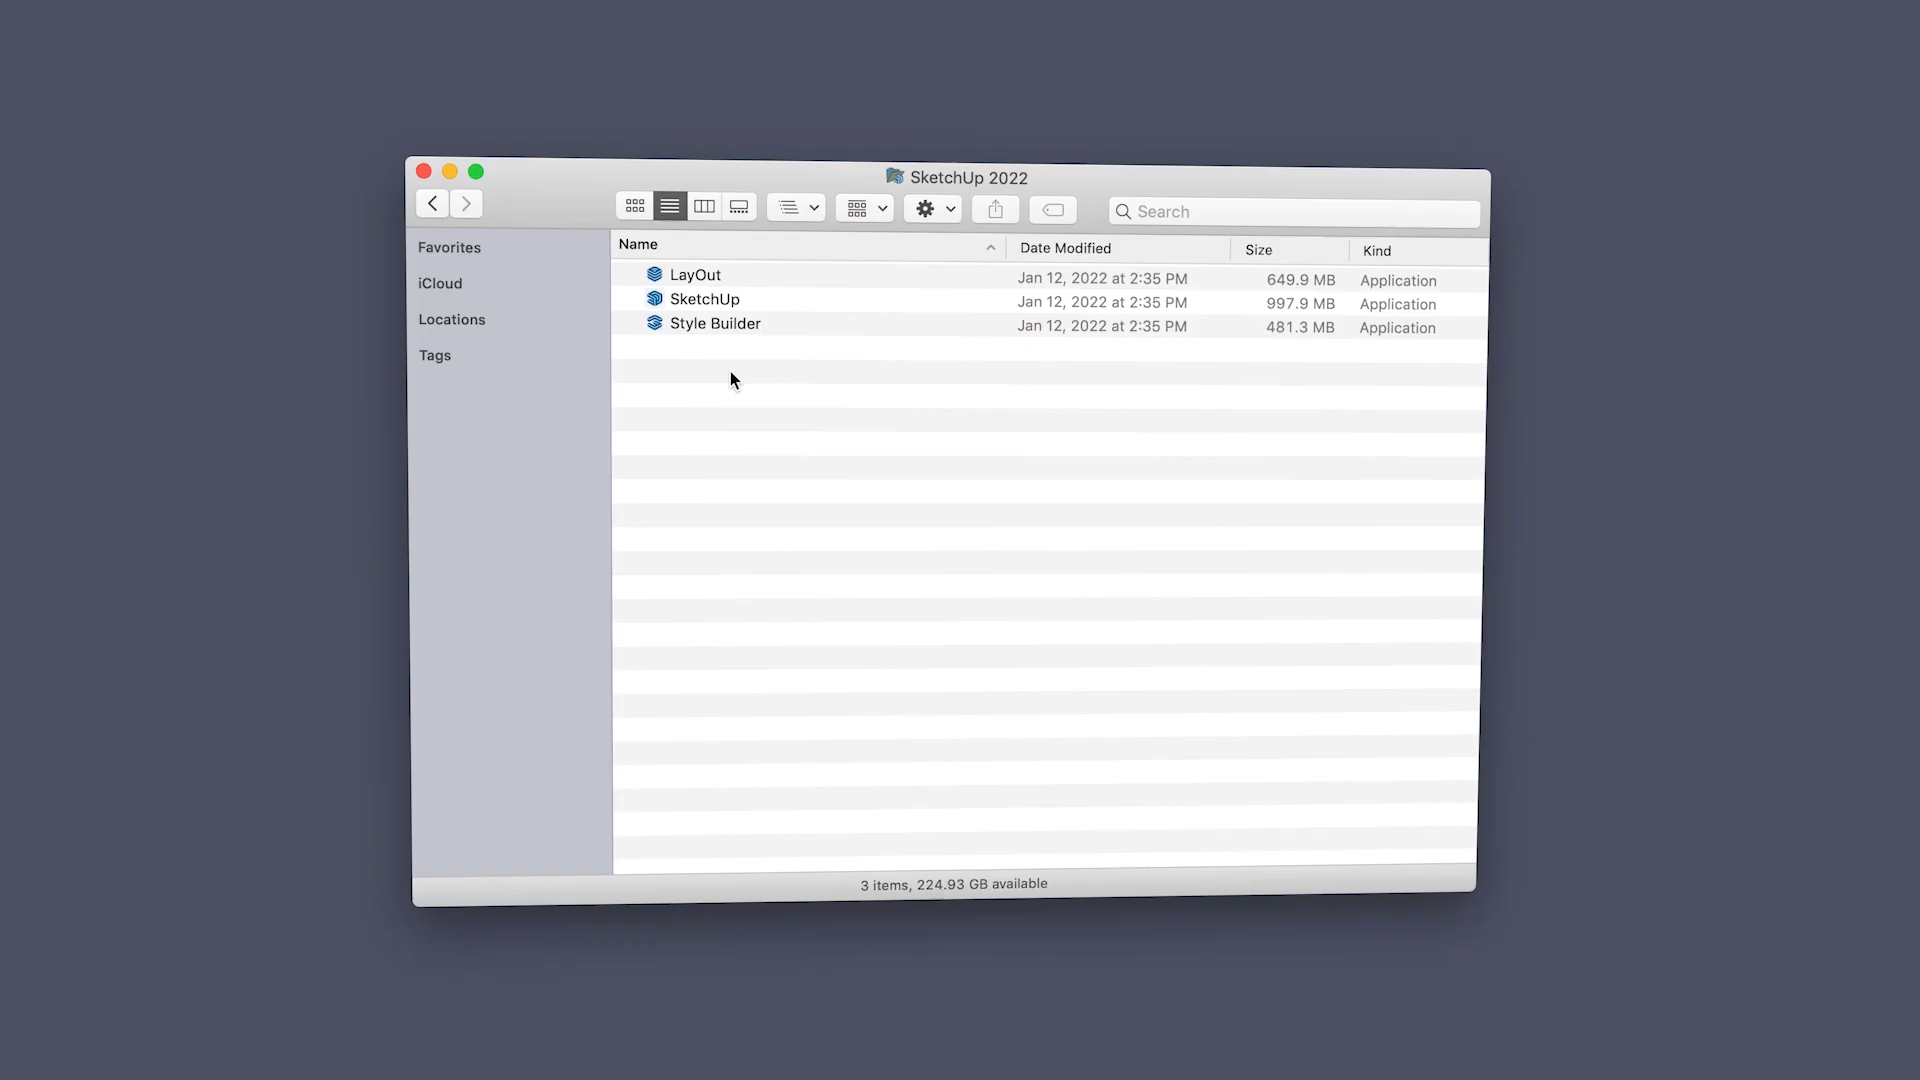 SketchUp 2022
Search
Favorites
iCloud
Locations
Tags
Name Date Modified Size Kind
LayOut Jan 12, 2022 at 2:35 PM 649.9 MB Application
SketchUp Jan 12, 2022 at 2:35 PM 997.9 MB Application
Style Builder Jan 12, 2022 at 2:35 PM 481.3 MB Application
3 items, 224.93 GB available